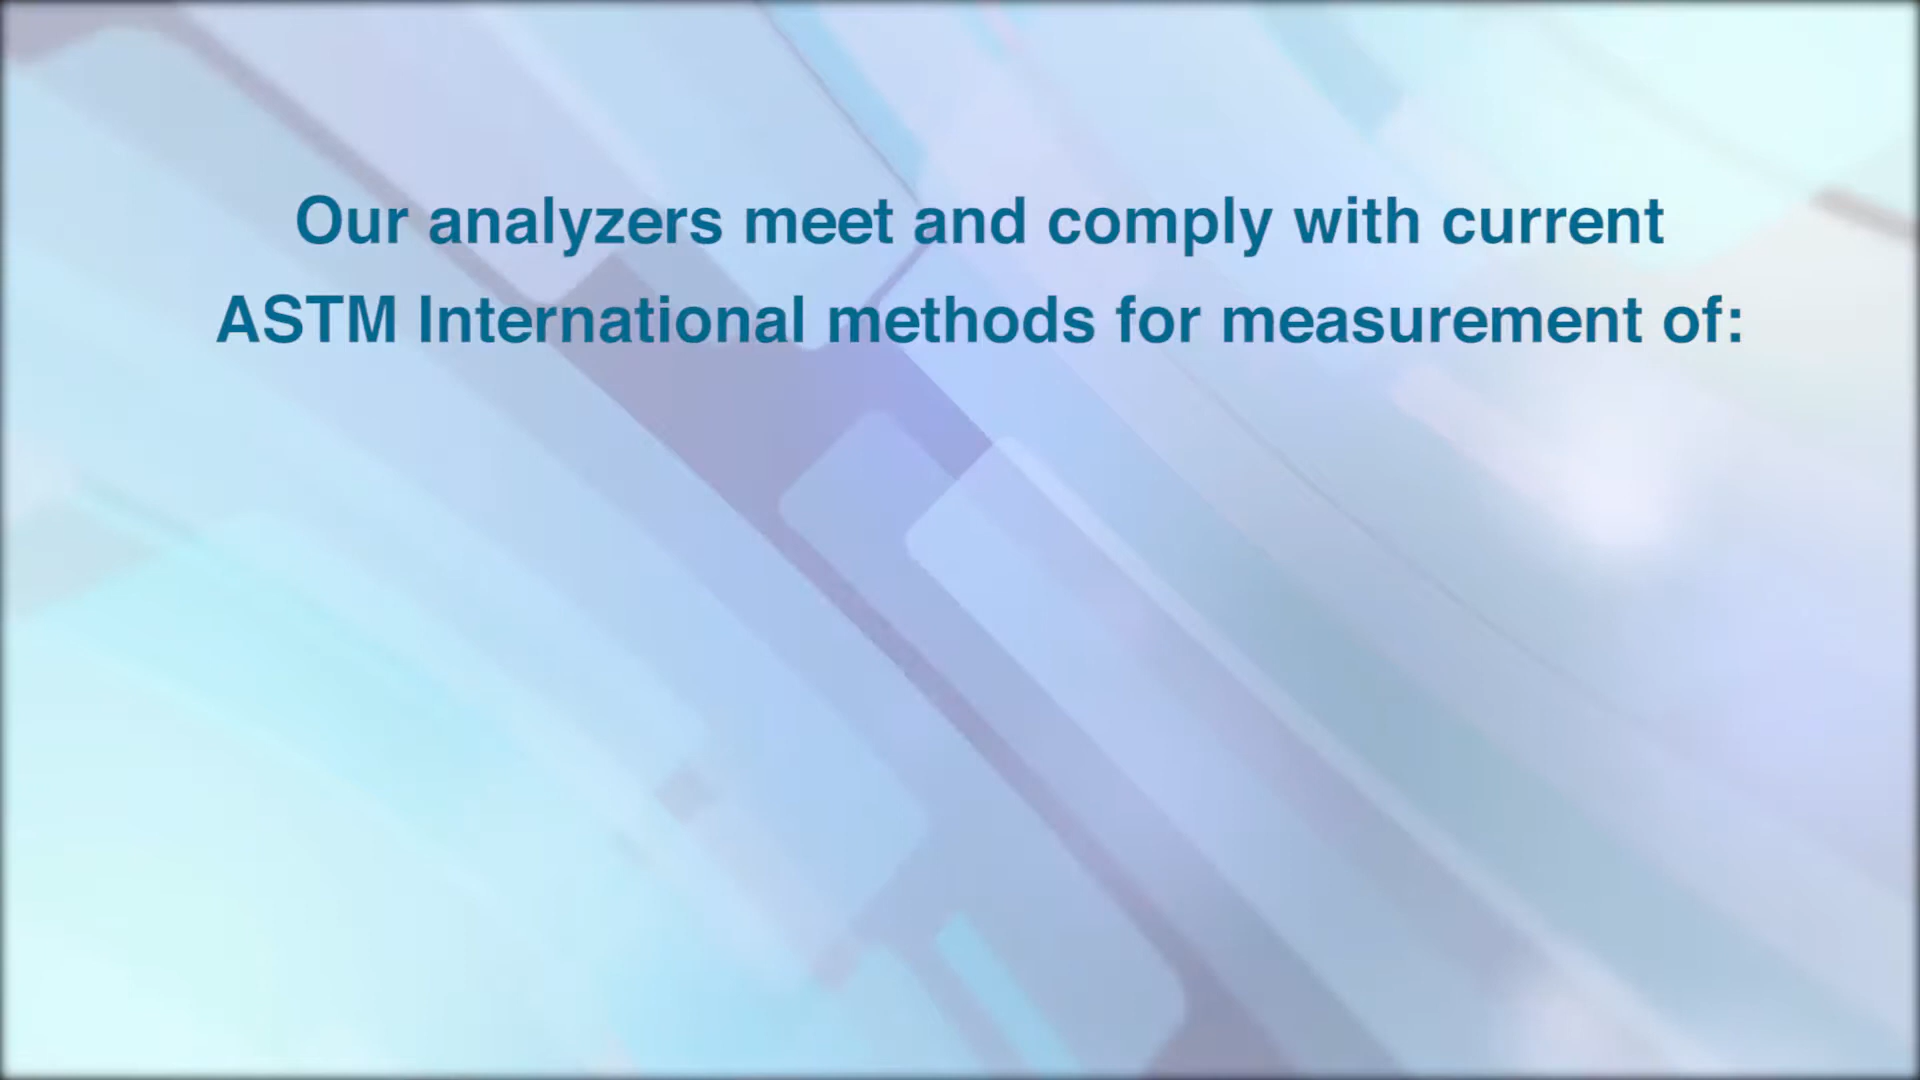 Our analyzers meet and comply with current
ASTM International methods for measurement of: